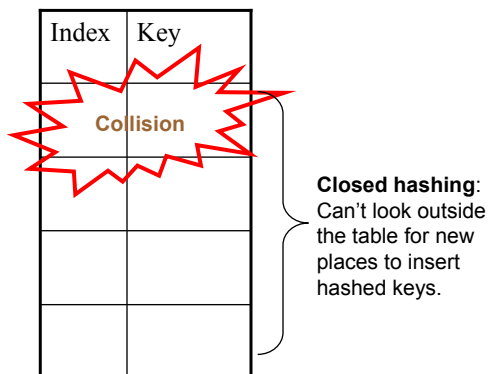 Index Key
Collision
Closed hashing:
Can't look outside
the table for new
places to insert
hashed keys.